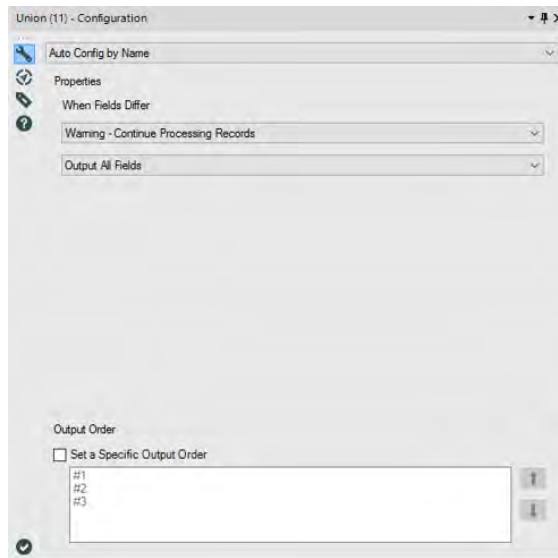 Union (11) - Configuration
Auto Config by Name
Properties
When Fields Differ
Warning - Continue Processing Records
Output All Fields
Output Order
Set a Specific Output Order
#1
#2
#3